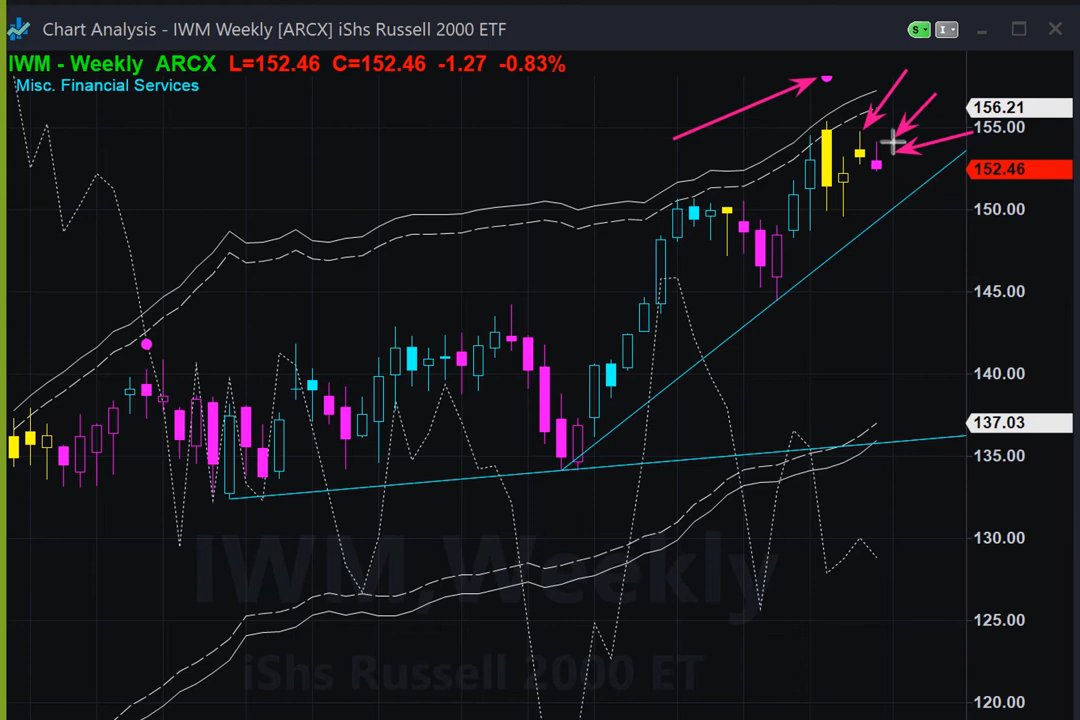 Chart Analysis - IWM Weekly [ARCX] iShs Russell 2000 ETF
S
I
IWM - Weekly ARCX L=152.46 C=152.46 -1.27 -0.83%
Misc. Financial Services
156.21
155.00
152.46
150.00
145.00
140.00
137.03
135.00
130.00
IWM,Weekly
125.00
iShs Russell 2000 ET
120.00